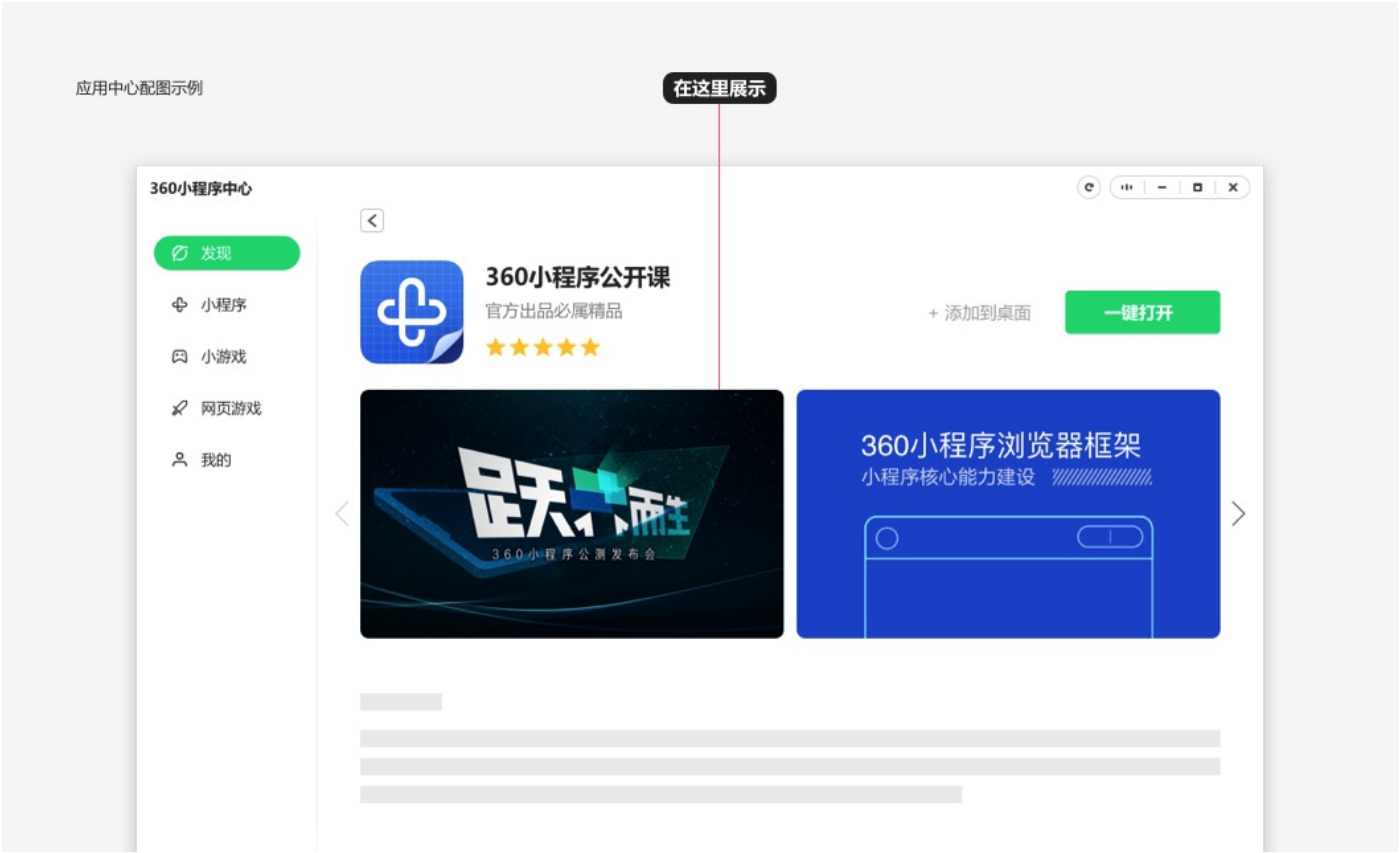 应用中心配图示例
在这里展示
360小程序中心
发现
小程序
小游戏
网页游戏
我的
360小程序公开课
官方出品必属精品
+ 添加到桌面
一键打开
跃然而生
360小程序公测发布会
360小程序浏览器框架
小程序核心能力建设